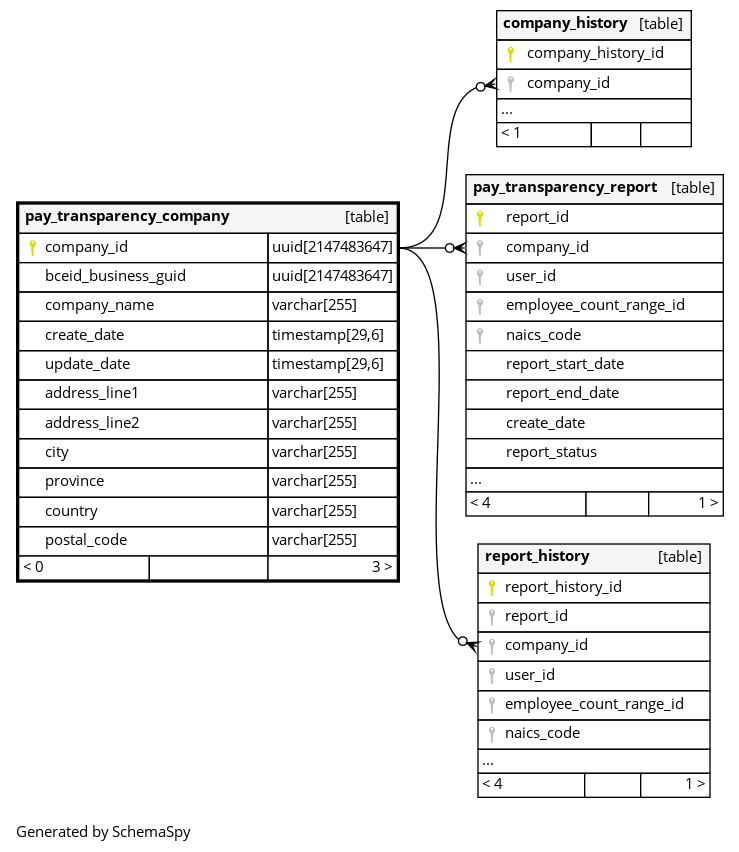 company_history [table]
company_history_id
company_id
...
< 1
pay_transparency_company [table]
company_id uuid[2147483647]
bceid_business_guid uuid[2147483647]
company_name varchar[255]
create_date timestamp[29,6]
update_date timestamp[29,6]
address_line1 varchar[255]
address_line2 varchar[255]
city varchar[255]
province varchar[255]
country varchar[255]
postal_code varchar[255]
< 0 3 >
pay_transparency_report [table]
report_id
company_id
user_id
employee_count_range_id
naics_code
report_start_date
report_end_date
create_date
report_status
...
< 4 1 >
report_history [table]
report_history_id
report_id
company_id
user_id
employee_count_range_id
naics_code
...
< 4 1 >
Generated by SchemaSpy